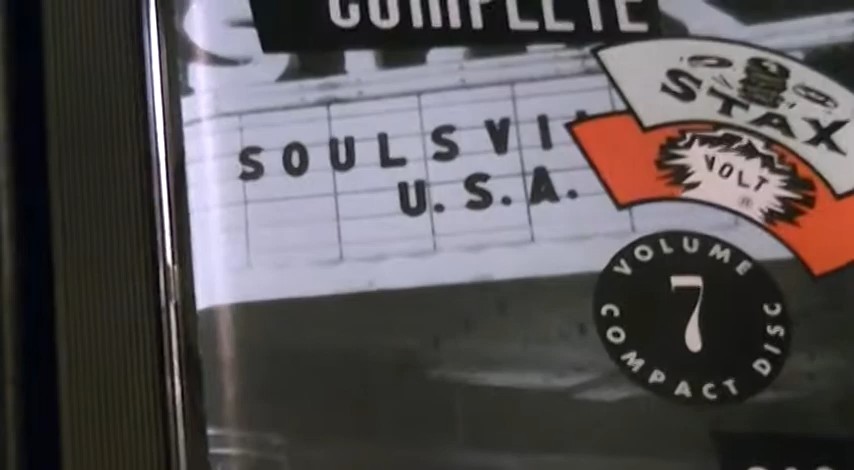 COMPLETE
STAX
SOULSVI
U.S.A.
VOLT
®
VOLUME
7
COMPACT DISC